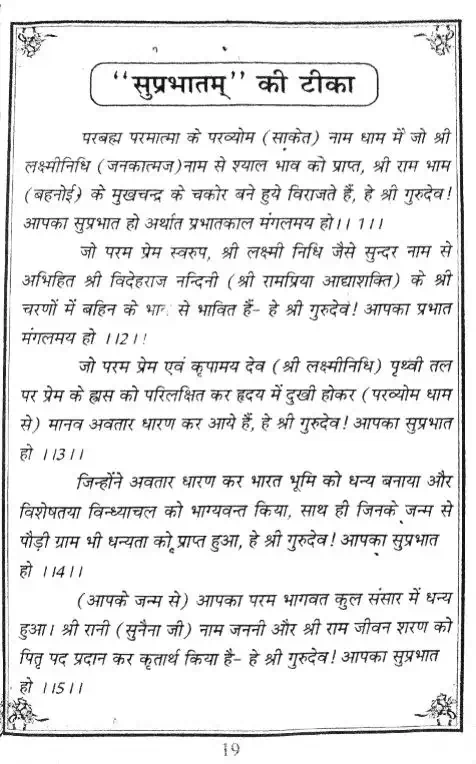 “सुप्रभातम्” की टीका
परबह्म परमात्मा के परव्योम (साकेत) नाम धाम में जो श्री
लक्ष्मीनिधि (जनकात्मज)नाम से श्याल भाव को प्राप्त, श्री राम भाम
(बहनोई) के मुखचन्द्र के चकोर बने हुये विराजते हैं, हे श्री गुरुदेव!
आपका सुप्रभात हो अर्थात प्रभातकाल मंगलमय हो।।1।।
जो परम प्रेम स्वरुप, श्री लक्ष्मी निधि जैसे सुन्दर नाम से
अभिहित श्री विदेहराज नन्दिनी (श्री रामप्रिया आद्याशक्ति) के श्री
चरणों में बहिन के से भावित हैं- हे श्री गुरुदेव! आपका प्रभात
मंगलमय हो ।।2।।
जो परम प्रेम एवं कृपामय देव (श्री लक्ष्मीनिधि) पृथ्वी तल
पर प्रेम के ह्रास को परिलक्षित कर हृदय में दुखी होकर (परव्योम धाम
से) मानव अवतार धारण कर आये हैं, हे श्री गुरुदेव! आपका सुप्रभात
हो ।।3।।
जिन्होंने अवतार धारण कर भारत भूमि को धन्य बनाया और
विशेषतया विन्ध्याचल को भाग्यवन्त किया, साथ ही जिनके जन्म से
पौड़ी ग्राम भी धन्यता को प्राप्त हुआ, हे श्री गुरुदेव! आपका सुप्रभात
हो ।।4।।
(आपके जन्म से) आपका परम भागवत कुल संसार में धन्य
हुआ। श्री रानी (सुनैना जी) नाम जननी और श्री राम जीवन शरण को
पितृ पद प्रदान कर कृतार्थ किया है- हे श्री गुरुदेव! आपका सुप्रभात
हो ।।5।।
19